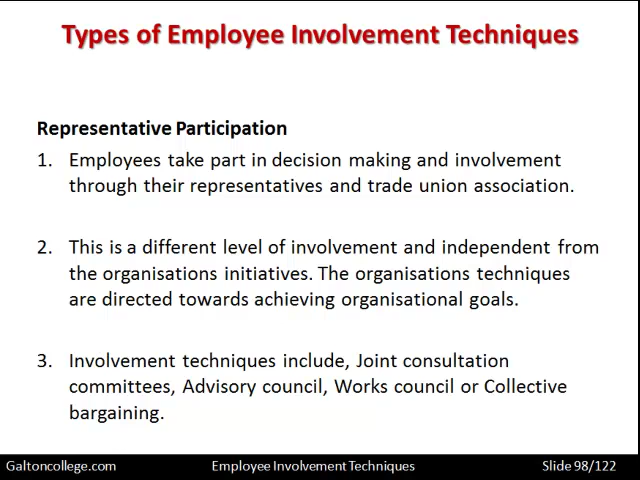 Types of Employee Involvement Techniques
Representative Participation
1. Employees take part in decision making and involvement
through their representatives and trade union association.
2. This is a different level of involvement and independent from
the organisations initiatives. The organisations techniques
are directed towards achieving organisational goals.
3. Involvement techniques include, Joint consultation
committees, Advisory council, Works council or Collective
bargaining.
Galtoncollege.com Employee Involvement Techniques Slide 98/122